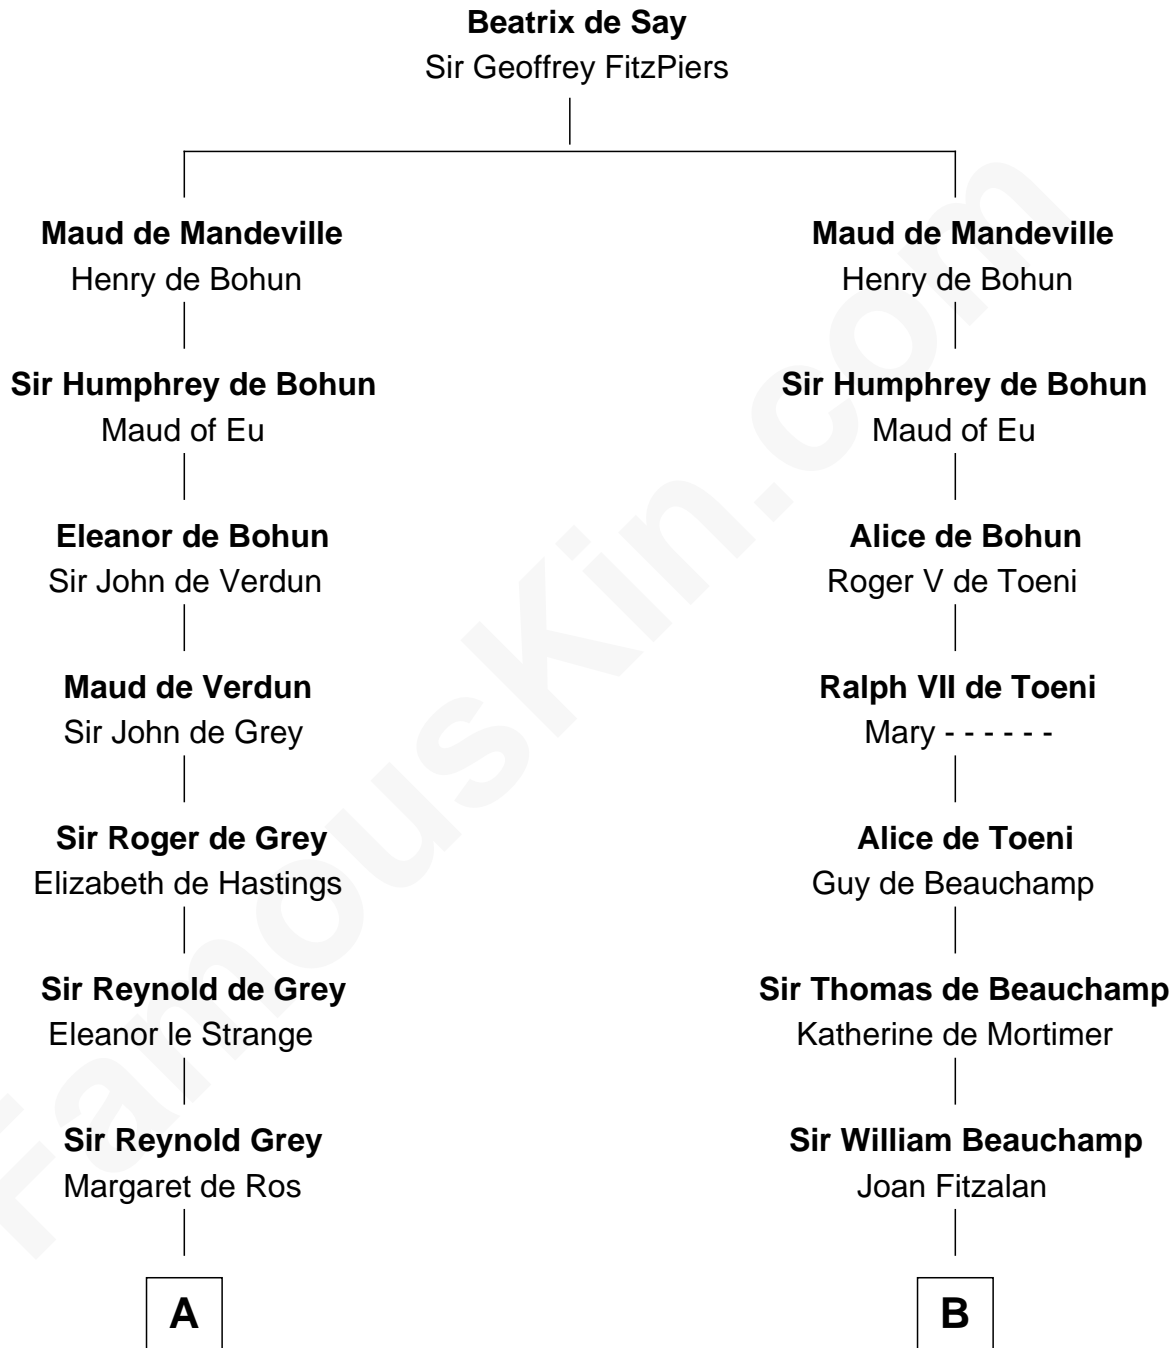 Beatrix de Say
Sir Geoffrey FitzPiers
Maud de Mandeville
Henry de Bohun
Sir Humphrey de Bohun
Maud of Eu
Eleanor de Bohun
Sir John de Verdun
Maud de Verdun
Sir John de Grey
Sir Roger de Grey
Elizabeth de Hastings
Sir Reynold de Grey
Eleanor le Strange
Sir Reynold Grey
Margaret de Ros
A
Maud de Mandeville
Henry de Bohun
Sir Humphrey de Bohun
Maud of Eu
Alice de Bohun
Roger V de Toeni
Ralph VII de Toeni
Mary - - - - - -
Alice de Toeni
Guy de Beauchamp
Sir Thomas de Beauchamp
Katherine de Mortimer
Sir William Beauchamp
Joan Fitzalan
B
FamousKin.com